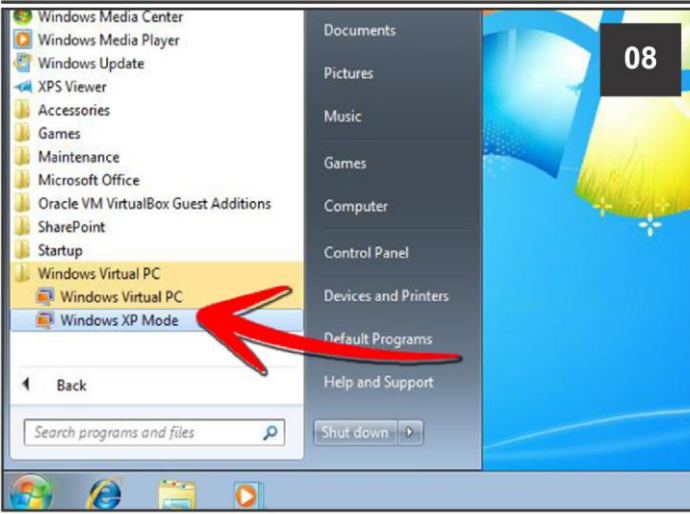 Windows Media Center
Windows Media Player
Windows Update
XPS Viewer
Accessories
Games
Maintenance
Microsoft Office
Oracle VM VirtualBox Guest Additions
SharePoint
Startup
Windows Virtual PC
Windows Virtual PC
Windows XP Mode
Back
Search programs and files
Documents
Pictures
Music
Games
Computer
Control Panel
Devices and Printers
Default Programs
Help and Support
Shut down
08